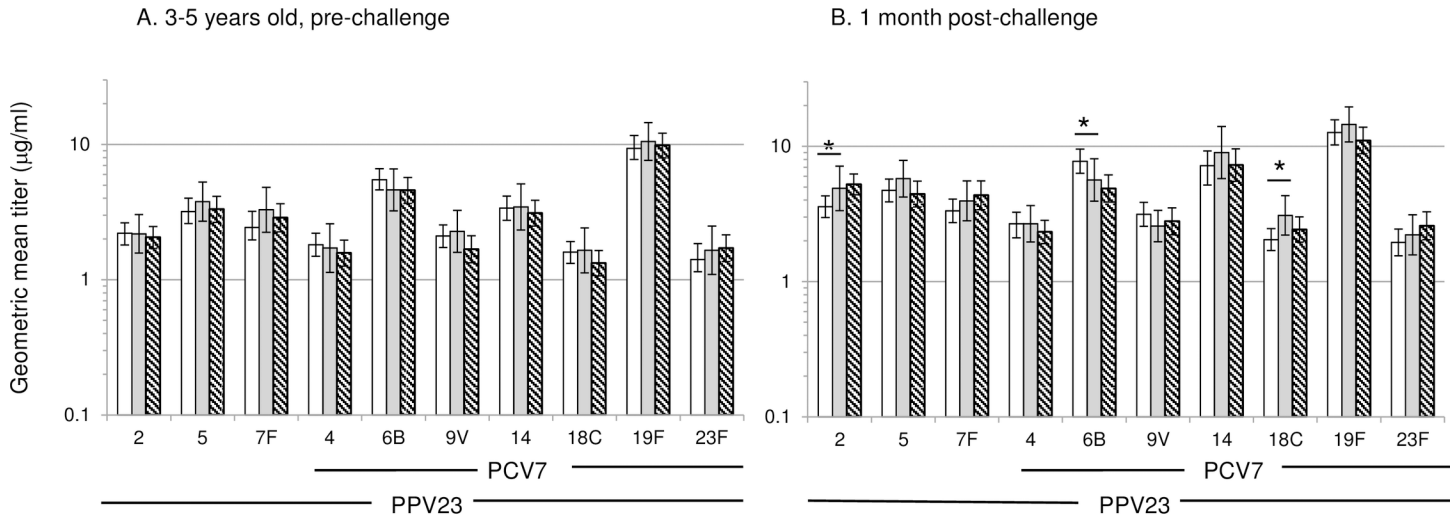 A. 3-5 years old, pre-challenge
B. 1 month post-challenge
Geometric mean titer (µg/ml)
10
1
0.1
2 5 7F 4 6B 9V 14 18C 19F 23F
PCV7
PPV23
10
1
0.1
* * *
2 5 7F 4 6B 9V 14 18C 19F 23F
PCV7
PPV23